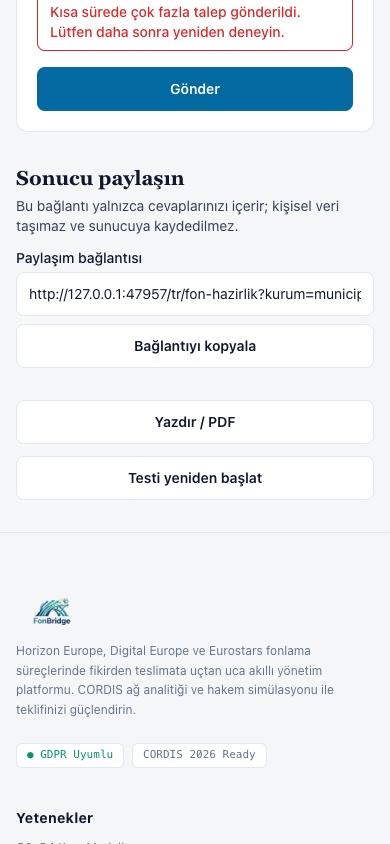 Kısa sürede çok fazla talep gönderildi.
Lütfen daha sonra yeniden deneyin.
Gönder
Sonucu paylaşın
Bu bağlantı yalnızca cevaplarınızı içerir; kişisel veri
taşımaz ve sunucuya kaydedilmez.
Paylaşım bağlantısı
http://127.0.0.1:47957/tr/fon-hazirlik?kurum=municip
Bağlantıyı kopyala
Yazdır / PDF
Testi yeniden başlat
FonBridge
Horizon Europe, Digital Europe ve Eurostars fonlama
süreçlerinde fikirden teslimata uçtan uca akıllı yönetim
platformu. CORDIS ağ analitiği ve hakem simülasyonu ile
teklifinizi güçlendirin.
● GDPR Uyumlu
CORDIS 2026 Ready
Yetenekler